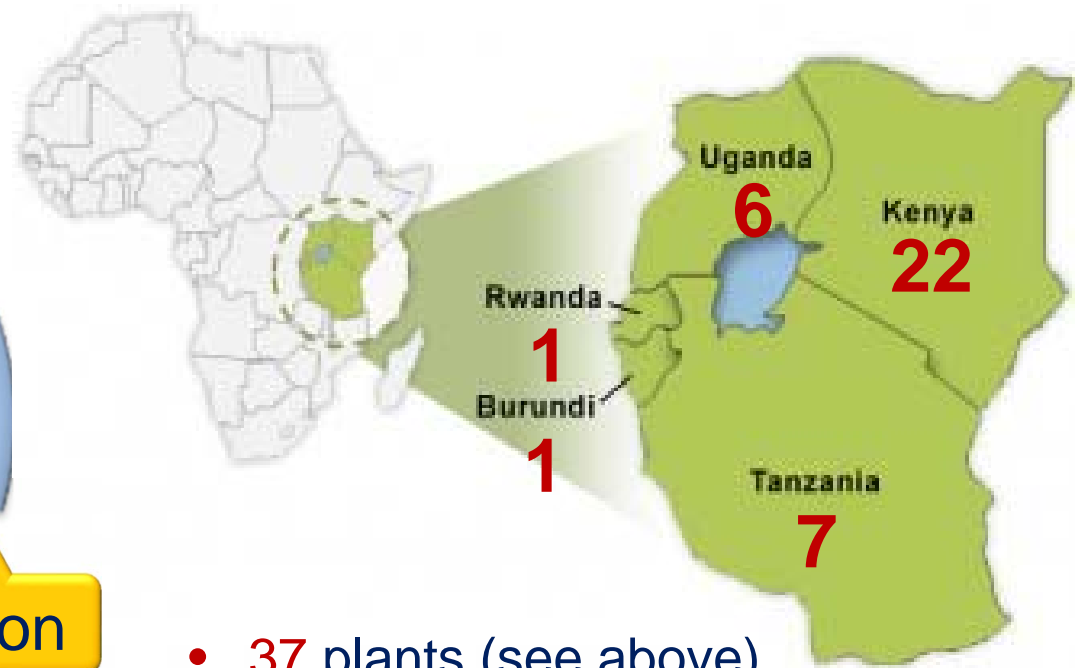 Uganda
6
Kenya
22
Rwanda
1
Burundi
1
Tanzania
7
on
• 37 plants (see above)